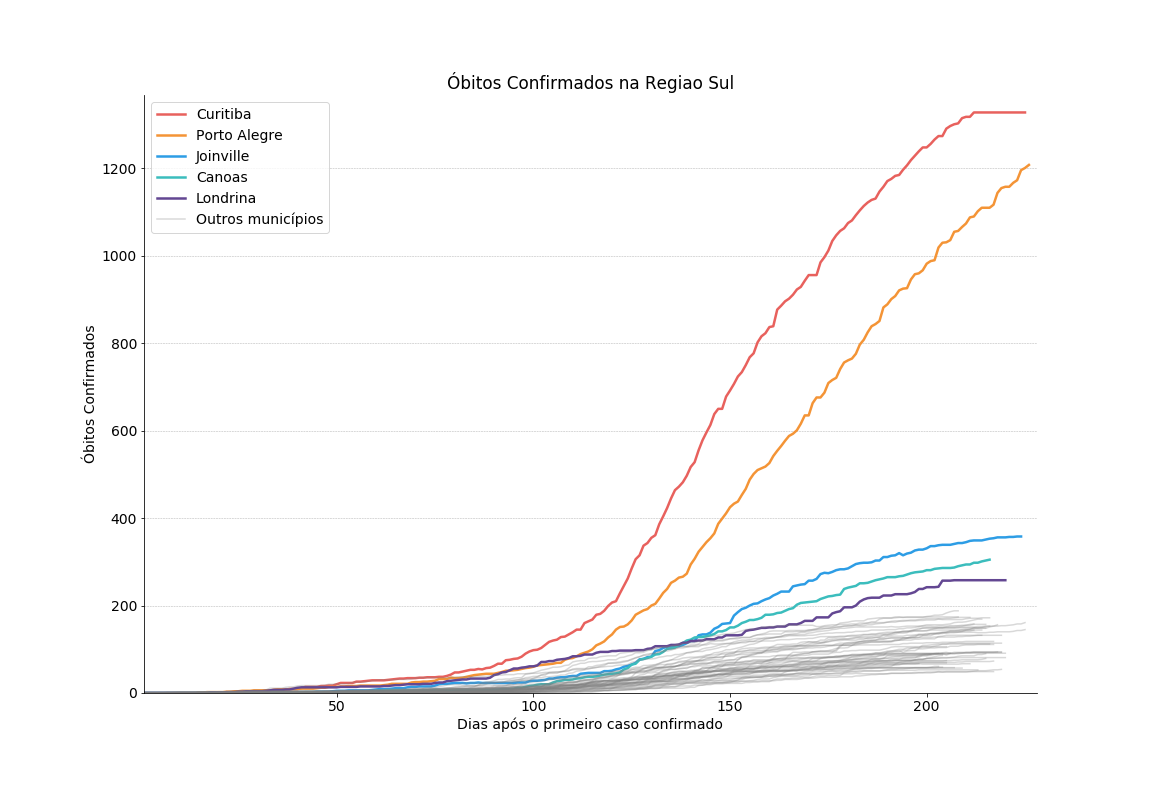 Óbitos Confirmados na Regiao Sul
Curitiba
Porto Alegre
Joinville
Canoas
Londrina
Outros municípios
1200
1000
800
600
400
200
0
Óbitos Confirmados
50
100
150
200
Dias após o primeiro caso confirmado